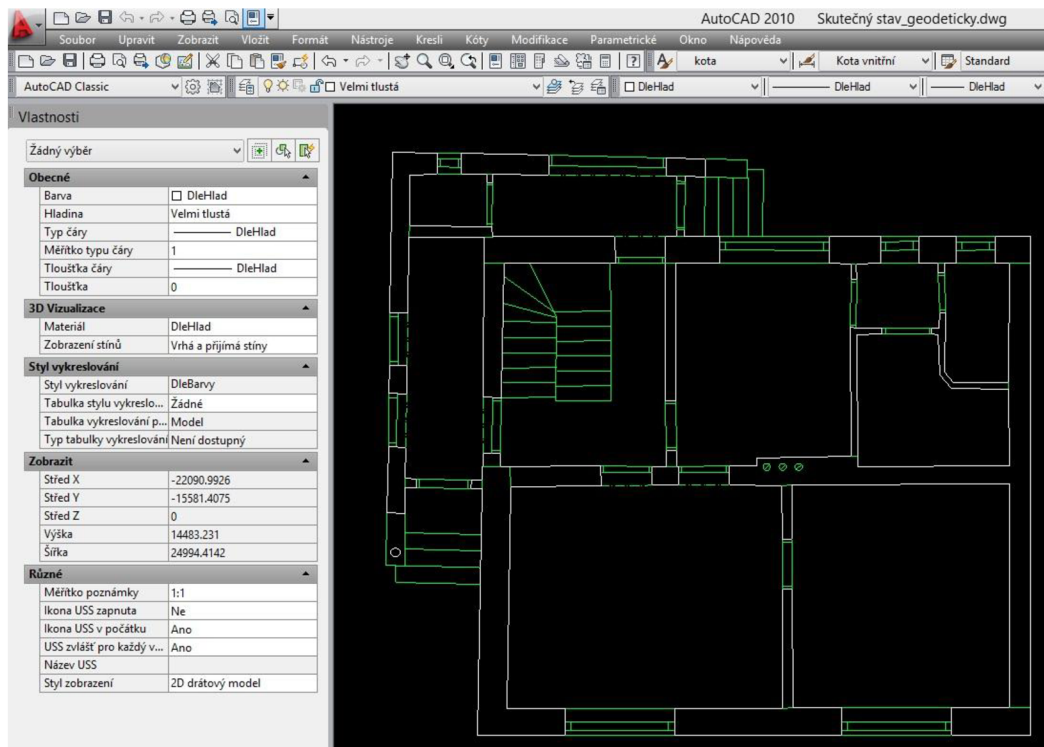 AutoCAD 2010 Skutečný stav_geodeticky.dwg
Soubor Upravit Zobrazit Vložit Formát Nástroje Kresli Kóty Modifikace Parametrické Okno Nápověda
kota Kota vnitřní Standard
AutoCAD Classic Velmi tlustá DleHlad DleHlad DleHlad
Vlastnosti
Žádný výběr
Obecné
Barva DleHlad
Hladina Velmi tlustá
Typ čáry DleHlad
Měřítko typu čáry 1
Tloušťka čáry DleHlad
Tloušťka 0
3D Vizualizace
Materiál DleHlad
Zobrazení stínů Vrhá a přijímá stíny
Styl vykreslování
Styl vykreslování DleBarvy
Tabulka stylu vykreslo... Žádné
Tabulka vykreslování p... Model
Typ tabulky vykreslování Není dostupný
Zobrazit
Střed X -22090.9926
Střed Y -15581.4075
Střed Z 0
Výška 14483.231
Šířka 24994.4142
Různé
Měřítko poznámky 1:1
Ikona USS zapnuta Ne
Ikona USS v počátku Ano
USS zvlášť pro každý v... Ano
Název USS
Styl zobrazení 2D drátový model